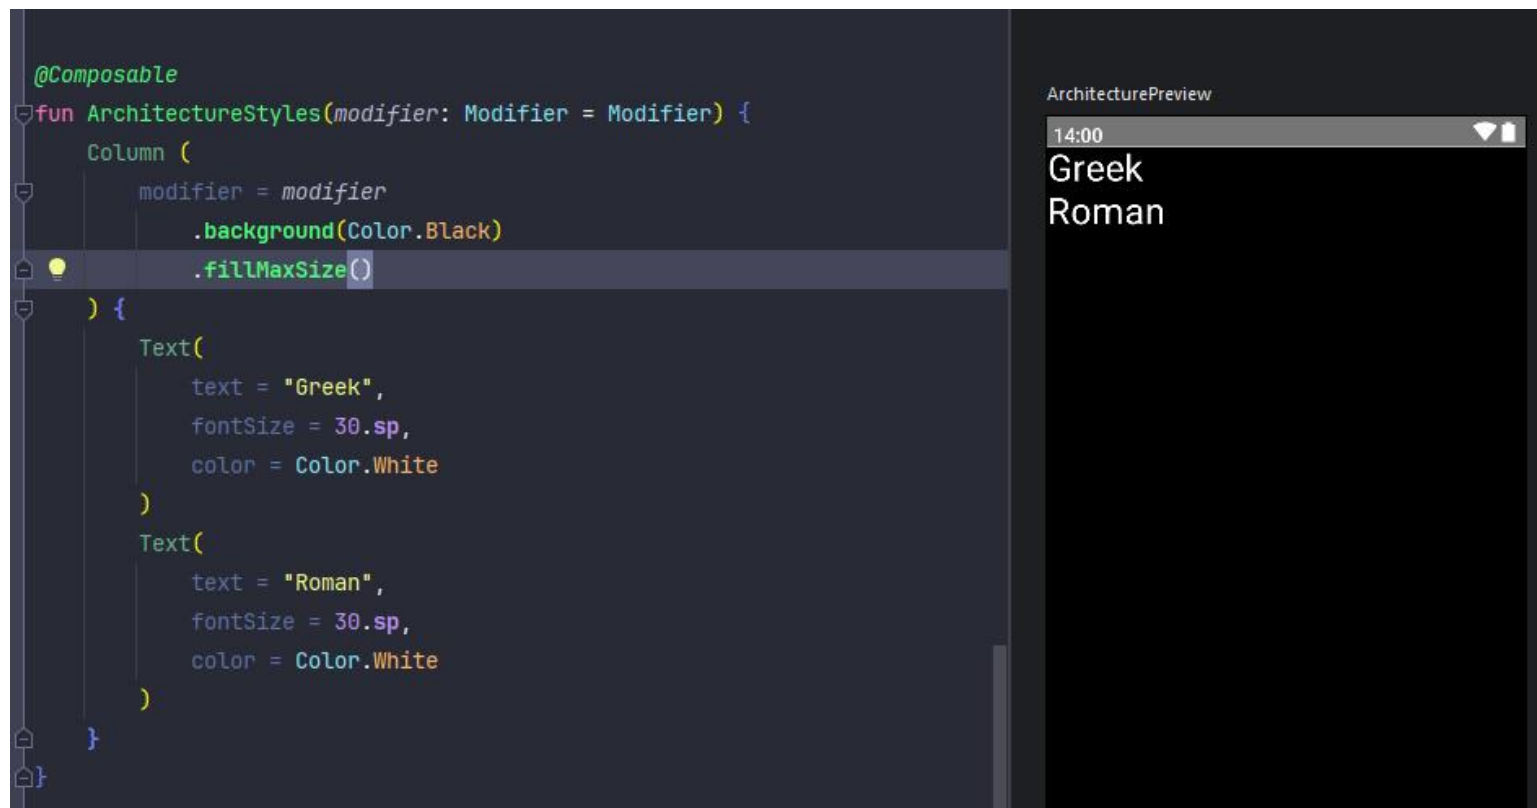 @Composable
fun ArchitectureStyles(modifier: Modifier = Modifier) {
    Column (
        modifier = modifier
            .background(Color.Black)
            .fillMaxSize()
    ) {
        Text(
            text = "Greek",
            fontSize = 30.sp,
            color = Color.White
        )
        Text(
            text = "Roman",
            fontSize = 30.sp,
            color = Color.White
        )
    }
}
ArchitecturePreview
14:00
Greek
Roman